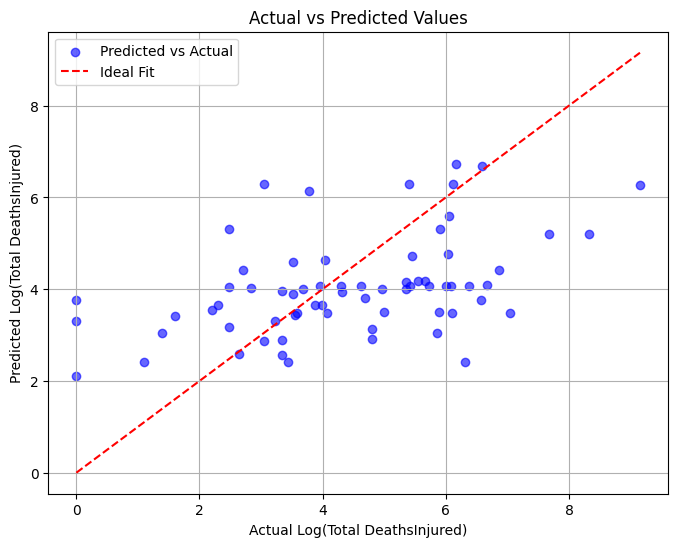 Actual vs Predicted Values
Predicted vs Actual
Ideal Fit
Predicted Log(Total DeathsInjured)
8
6
4
2
0
0 2 4 6 8
Actual Log(Total DeathsInjured)